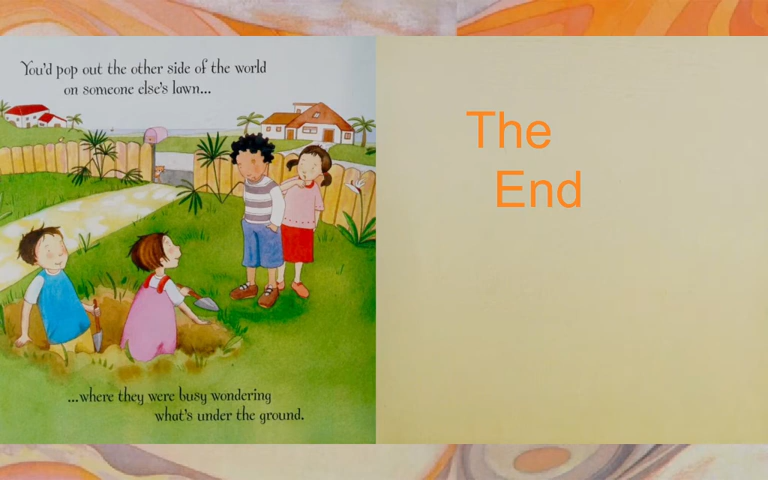 You'd pop out the other side of the world
on someone else's lawn...
...where they were busy wondering
what's under the ground.
The
End